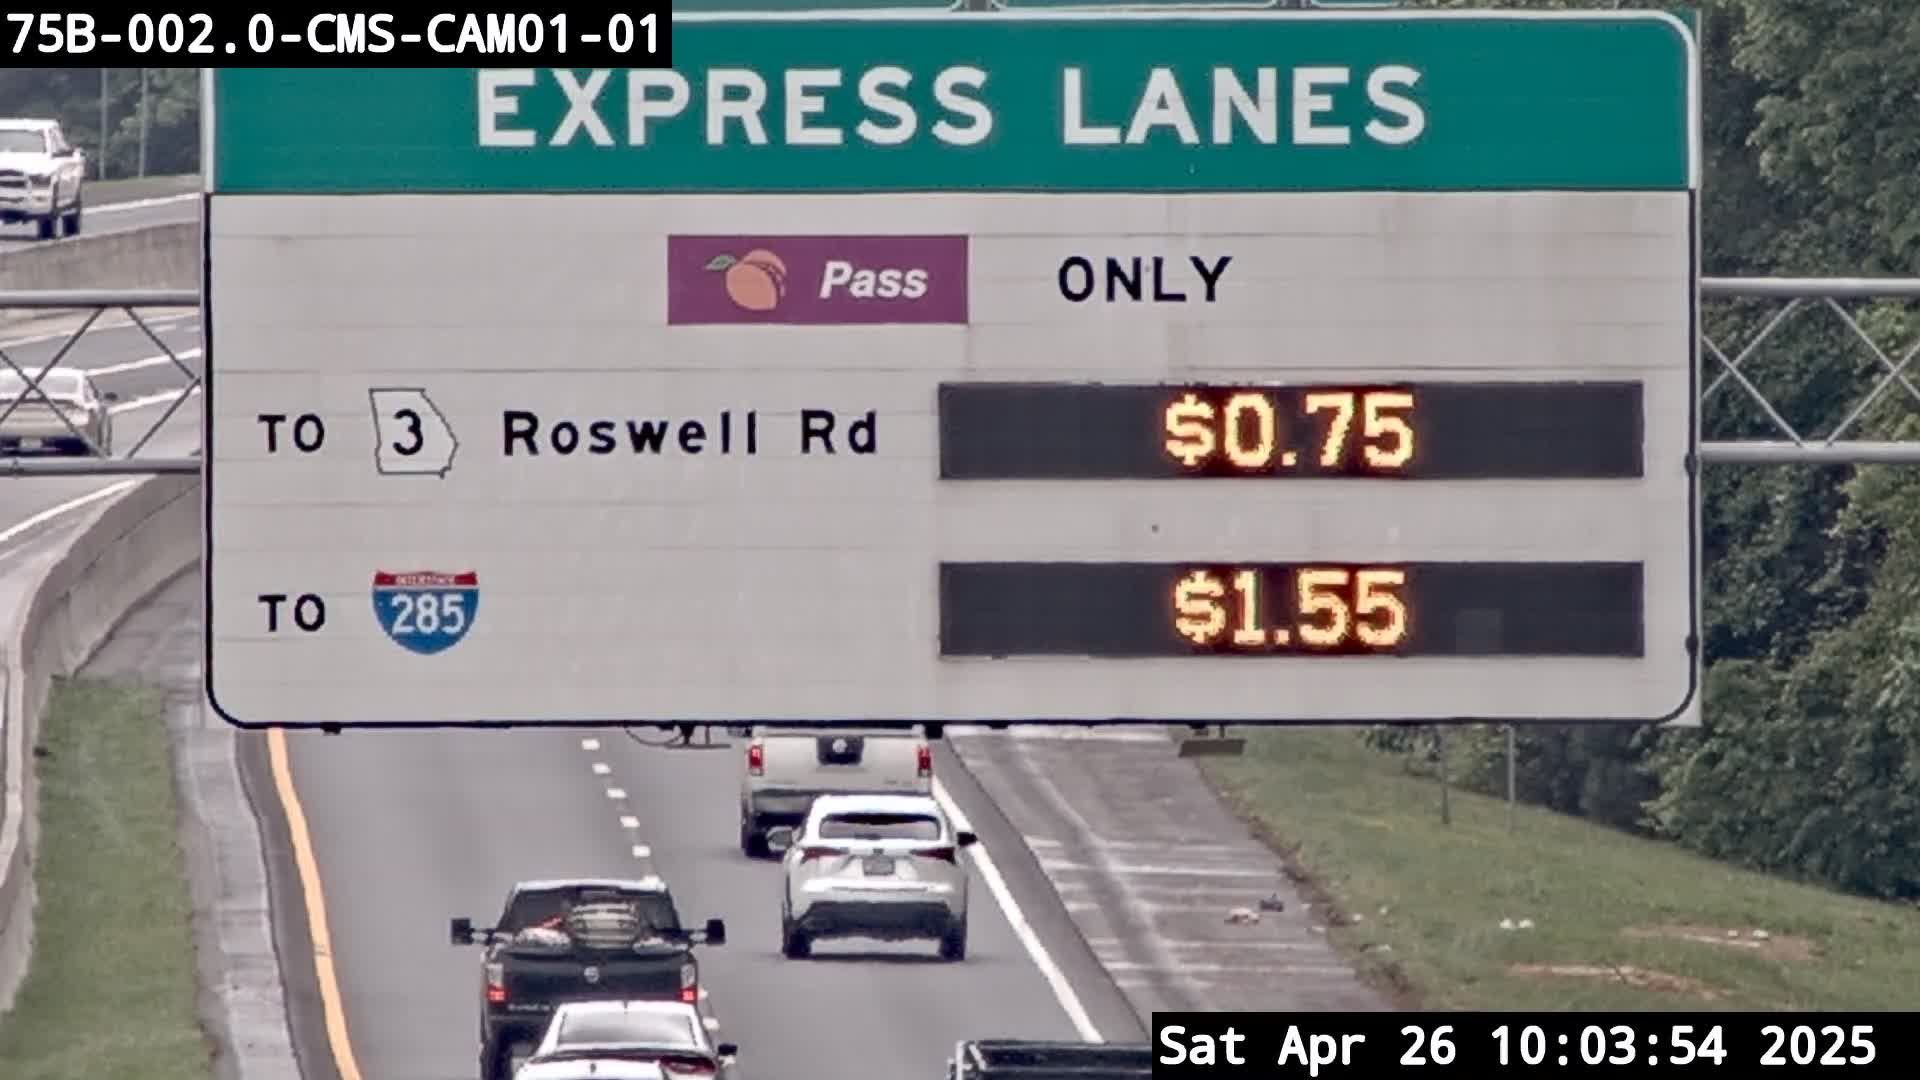 75B-002.0-CMS-CAM01-01
EXPRESS LANES
Pass ONLY
TO 3 Roswell Rd $0.75
INTERSTATE
TO 285 $1.55
Sat Apr 26 10:03:54 2025